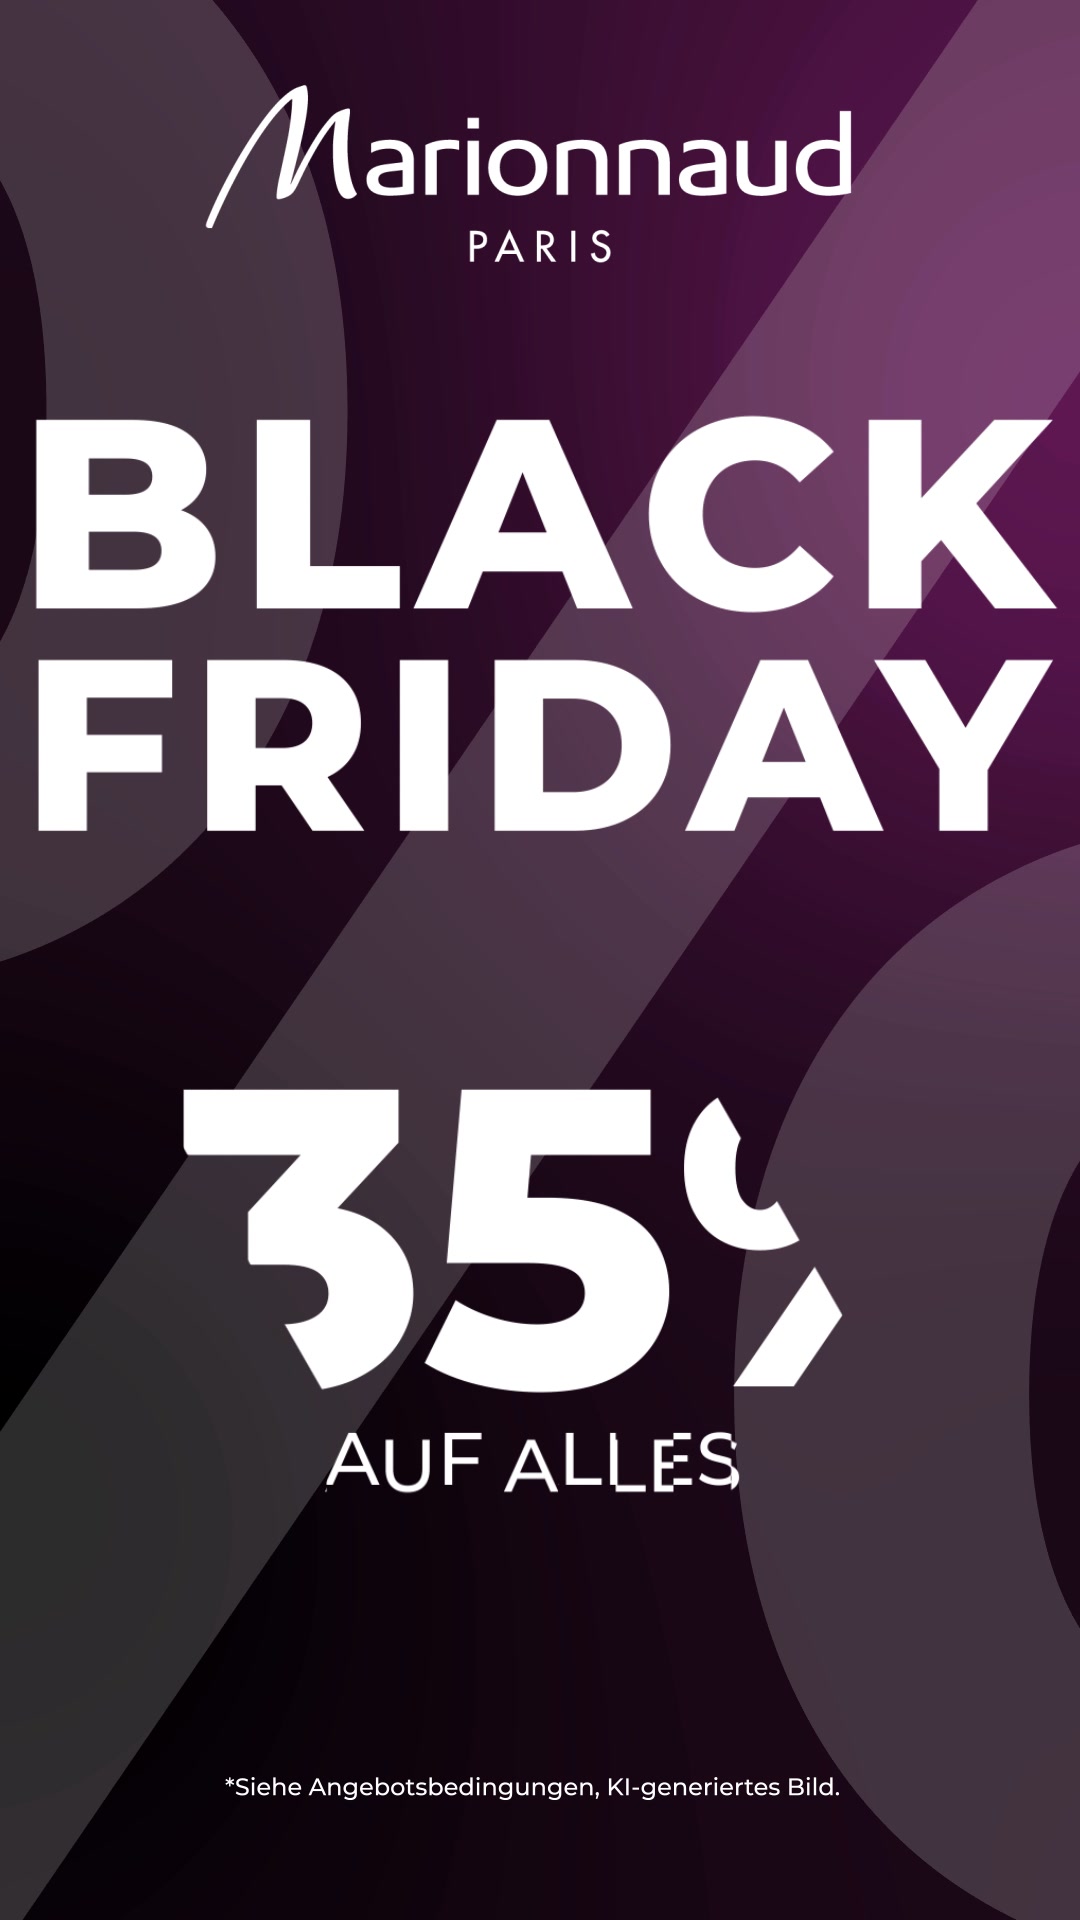 Marionnaud
PARIS
BLACK
FRIDAY
35%
AUF ALLES
*Siehe Angebotsbedingungen, KI-generiertes Bild.